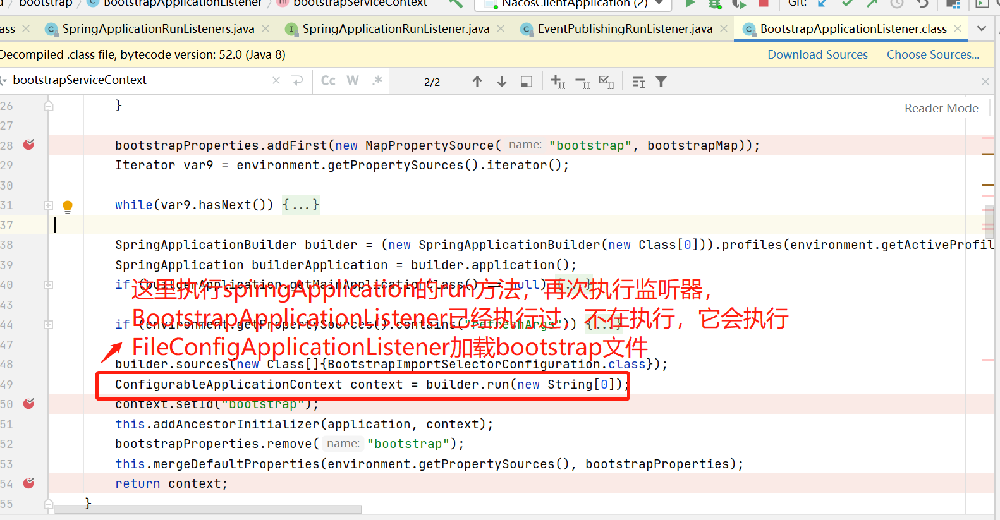 bootstrap BootstrapApplicationListener bootstrapServiceContext NacosClientApplication (2) Git:
ass SpringApplicationRunListeners.java SpringApplicationRunListener.java EventPublishingRunListener.java BootstrapApplicationListener.class
Decompiled .class file, bytecode version: 52.0 (Java 8) Download Sources Choose Sources...
bootstrapServiceContext Cc W .* 2/2
26 } Reader Mode
27
28 bootstrapProperties.addFirst(new MapPropertySource( name: "bootstrap", bootstrapMap));
29 Iterator var9 = environment.getPropertySources().iterator();
30
31 while(var9.hasNext()) {...}
37
38 SpringApplicationBuilder builder = (new SpringApplicationBuilder(new Class[0])).profiles(environment.getActiveProfil
39 SpringApplication builderApplication = builder.application();
40 if (builderApplication.getMainApplicationClass() == null) {...}
这里执行spirngApplication的run方法，再次执行监听器，
43
BootstrapApplicationListener已经执行过，不在执行，它会执行
44 if (environment.getPropertySources().contains("refreshArgs")) {...}
47
FileConfigApplicationListener加载bootstrap文件
48 builder.sources(new Class[]{BootstrapImportSelectorConfiguration.class});
49 ConfigurableApplicationContext context = builder.run(new String[0]);
50 context.setId("bootstrap");
51 this.addAncestorInitializer(application, context);
52 bootstrapProperties.remove( name: "bootstrap");
53 this.mergeDefaultProperties(environment.getPropertySources(), bootstrapProperties);
54 return context;
55 }